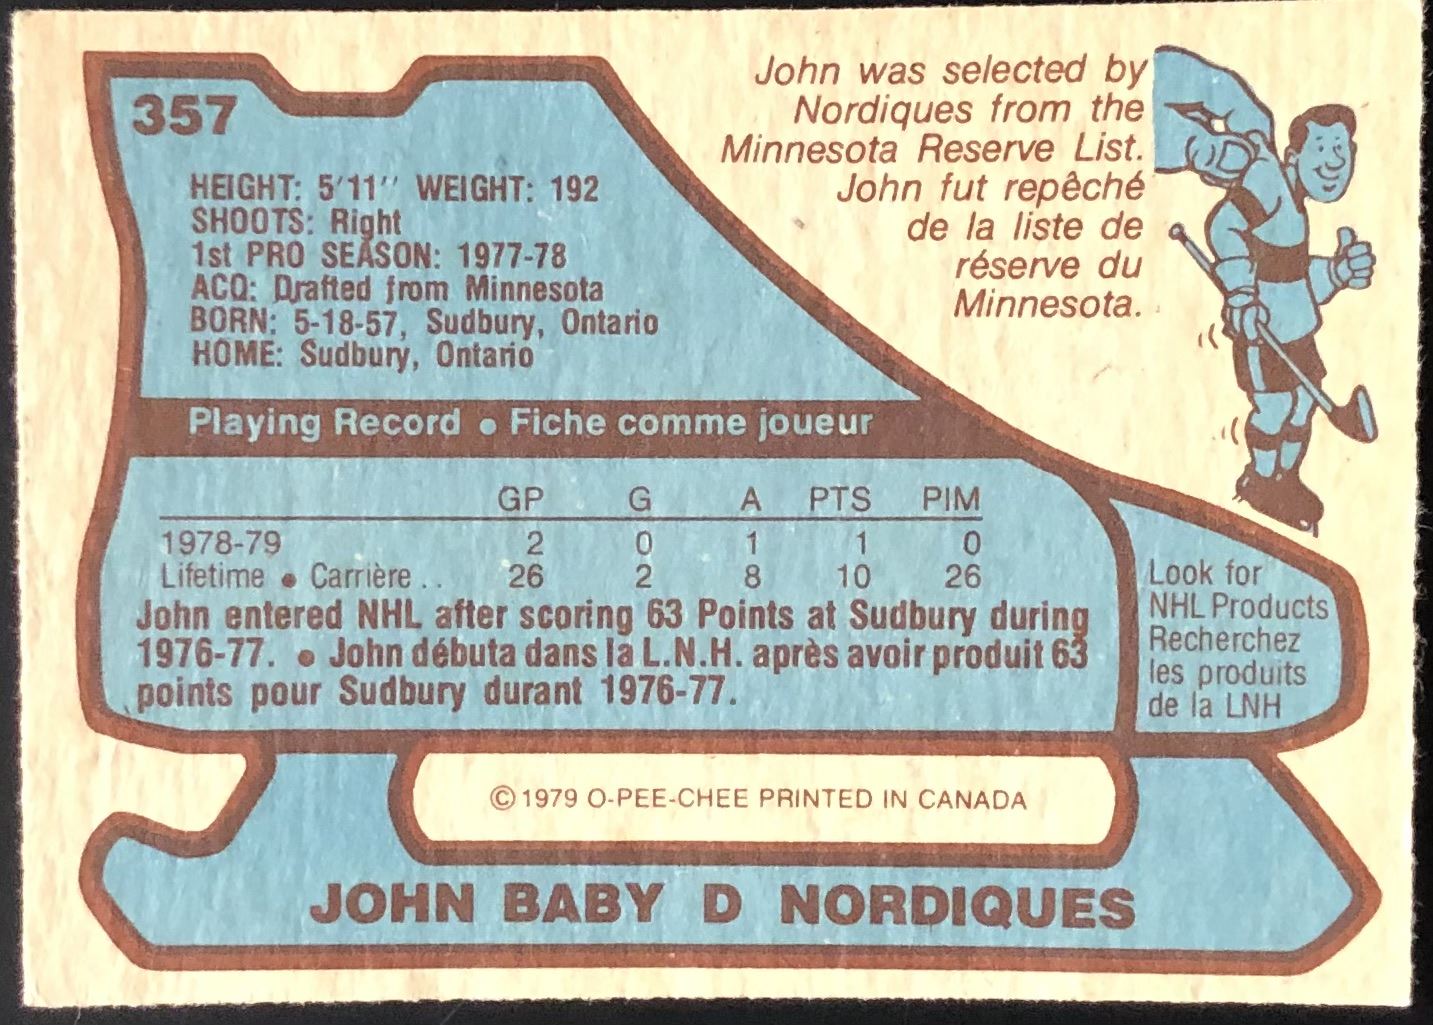 357
John was selected by
Nordiques from the
Minnesota Reserve List.
John fut repêché
de la liste de
réserve du
Minnesota.
HEIGHT: 5'11" WEIGHT: 192
SHOOTS: Right
1st PRO SEASON: 1977-78
ACQ: Drafted from Minnesota
BORN: 5-18-57, Sudbury, Ontario
HOME: Sudbury, Ontario
Playing Record • Fiche comme joueur
GP G A PTS PIM
1978-79 2 0 1 1 0
Lifetime • Carrière . . 26 2 8 10 26
John entered NHL after scoring 63 Points at Sudbury during
1976-77. • John débuta dans la L.N.H. après avoir produit 63
points pour Sudbury durant 1976-77.
Look for
NHL Products
Recherchez
les produits
de la LNH
© 1979 O-PEE-CHEE PRINTED IN CANADA
JOHN BABY D NORDIQUES